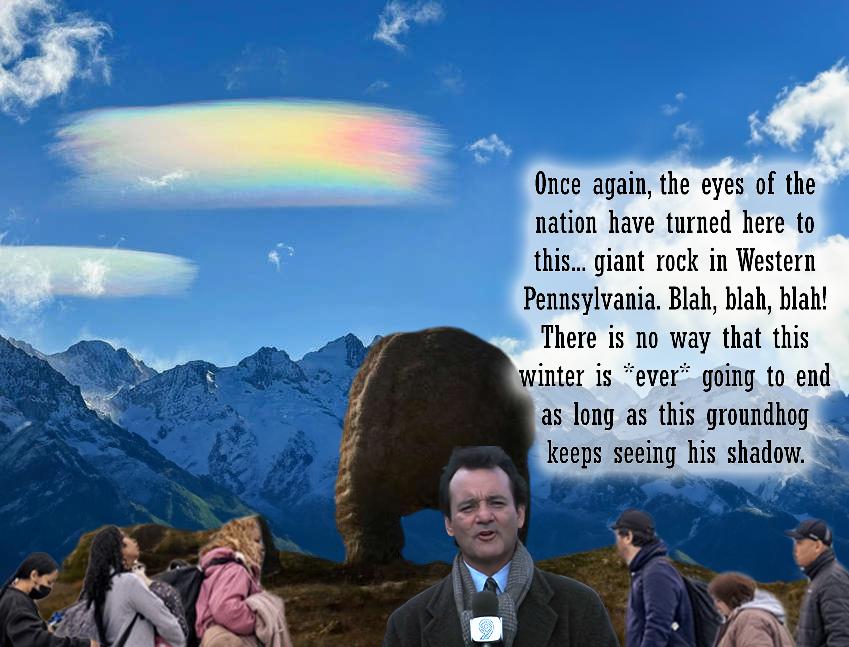 Once again, the eyes of the
nation have turned here to
this... giant rock in Western
Pennsylvania. Blah, blah, blah!
There is no way that this
winter is *ever* going to end
as long as this groundhog
keeps seeing his shadow.
9